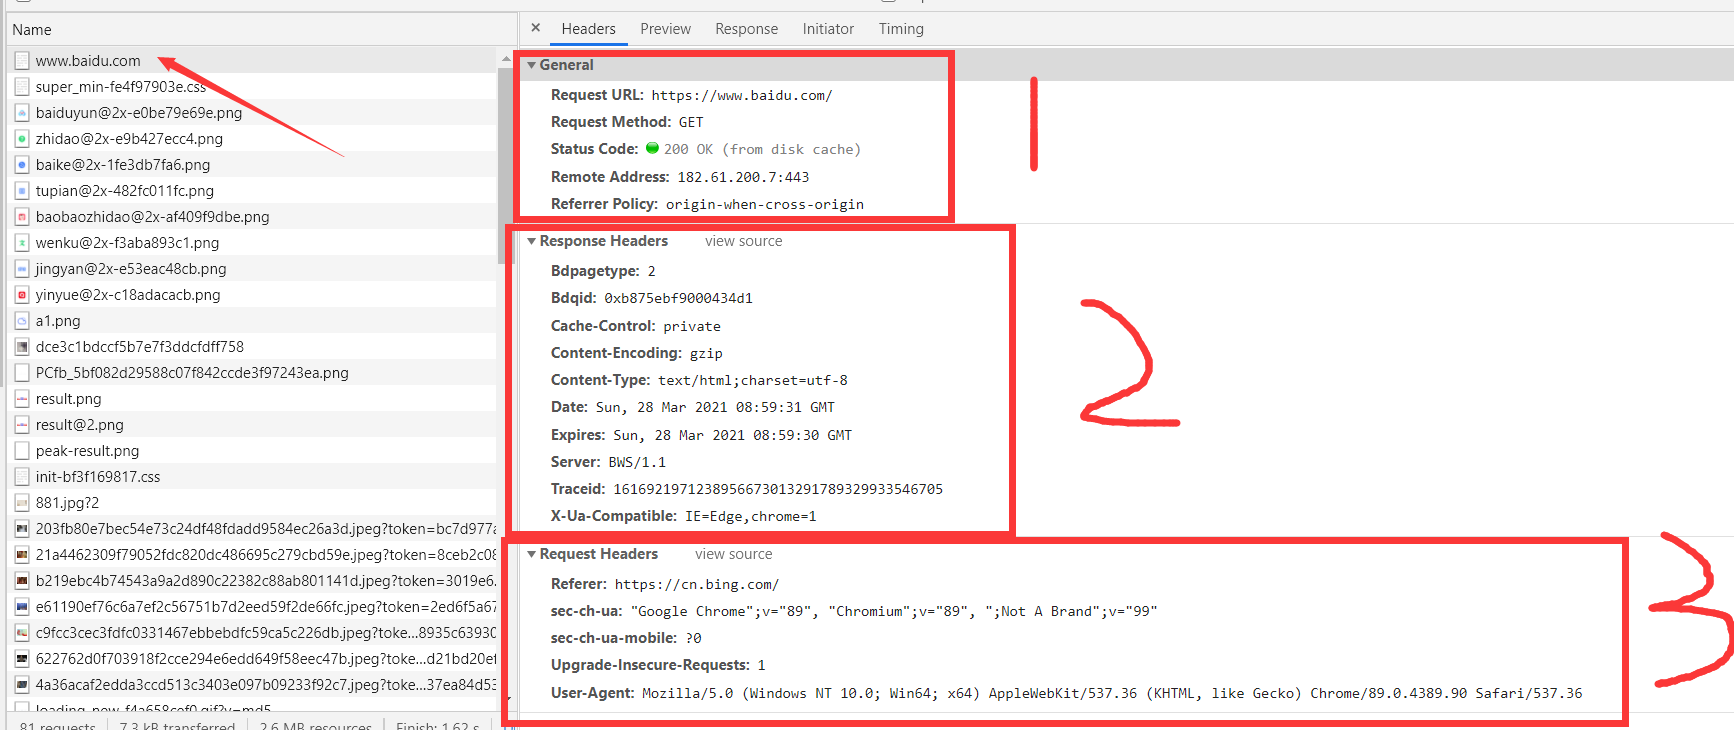 Name
www.baidu.com
super_min-fe4f97903e.css
baiduyun@2x-e0be79e69e.png
zhidao@2x-e9b427ecc4.png
baike@2x-1fe3db7fa6.png
tupian@2x-482fc011fc.png
baobaozhidao@2x-af409f9dbe.png
wenku@2x-f3aba893c1.png
jingyan@2x-e53eac48cb.png
yinyue@2x-c18adacacb.png
a1.png
dce3c1bdccf5b7e7f3ddcfdff758
PCfb_5bf082d29588c07f842ccde3f97243ea.png
result.png
result@2.png
peak-result.png
init-bf3f169817.css
881.jpg?2
203fb80e7bec54e73c24df48fdadd9584ec26a3d.jpeg?token=bc7d977a
21a4462309f79052fdc820dc486695c279cbd59e.jpeg?token=8ceb2c08
b219ebc4b74543a9a2d890c22382c88ab801141d.jpeg?token=3019e6.
e61190ef76c6a7ef2c56751b7d2eed59f2de66fc.jpeg?token=2ed6f5a67
c9fcc3cec3fdfc0331467ebbebdfc59ca5c226db.jpeg?toke...8935c63930
622762d0f703918f2cce294e6edd649f58eec47b.jpeg?toke...d21bd20ef
4a36acaf2edda3ccd513c3403e097b09233f92c7.jpeg?toke...37ea84d53
loading_new_f4a658cef0.gif?v=md5
81 requests 7.3 kB transferred 2.6 MB resources Finish: 1.62 s
× Headers Preview Response Initiator Timing
General
Request URL: https://www.baidu.com/
Request Method: GET
Status Code: 200 OK (from disk cache)
Remote Address: 182.61.200.7:443
Referrer Policy: origin-when-cross-origin
1
Response Headers view source
Bdpagetype: 2
Bdqid: 0xb875ebf9000434d1
Cache-Control: private
Content-Encoding: gzip
Content-Type: text/html;charset=utf-8
Date: Sun, 28 Mar 2021 08:59:31 GMT
Expires: Sun, 28 Mar 2021 08:59:30 GMT
Server: BWS/1.1
Traceid: 1616921971238956673013291789329933546705
X-Ua-Compatible: IE=Edge,chrome=1
2
Request Headers view source
Referer: https://cn.bing.com/
sec-ch-ua: "Google Chrome";v="89", "Chromium";v="89", ";Not A Brand";v="99"
sec-ch-ua-mobile: ?0
Upgrade-Insecure-Requests: 1
User-Agent: Mozilla/5.0 (Windows NT 10.0; Win64; x64) AppleWebKit/537.36 (KHTML, like Gecko) Chrome/89.0.4389.90 Safari/537.36
3